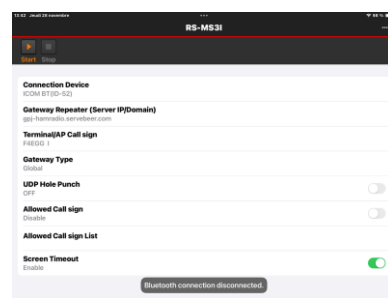 13:42 Jeudi 28 novembre
RS-MS3I
Start Stop
Connection Device
ICOM BT(ID-52)
Gateway Repeater (Server IP/Domain)
gpj-hamradio.servebeer.com
Terminal/AP Call sign
F4EGG I
Gateway Type
Global
UDP Hole Punch
OFF
Allowed Call sign
Disable
Allowed Call sign List
Screen Timeout
Enable
Bluetooth connection disconnected.